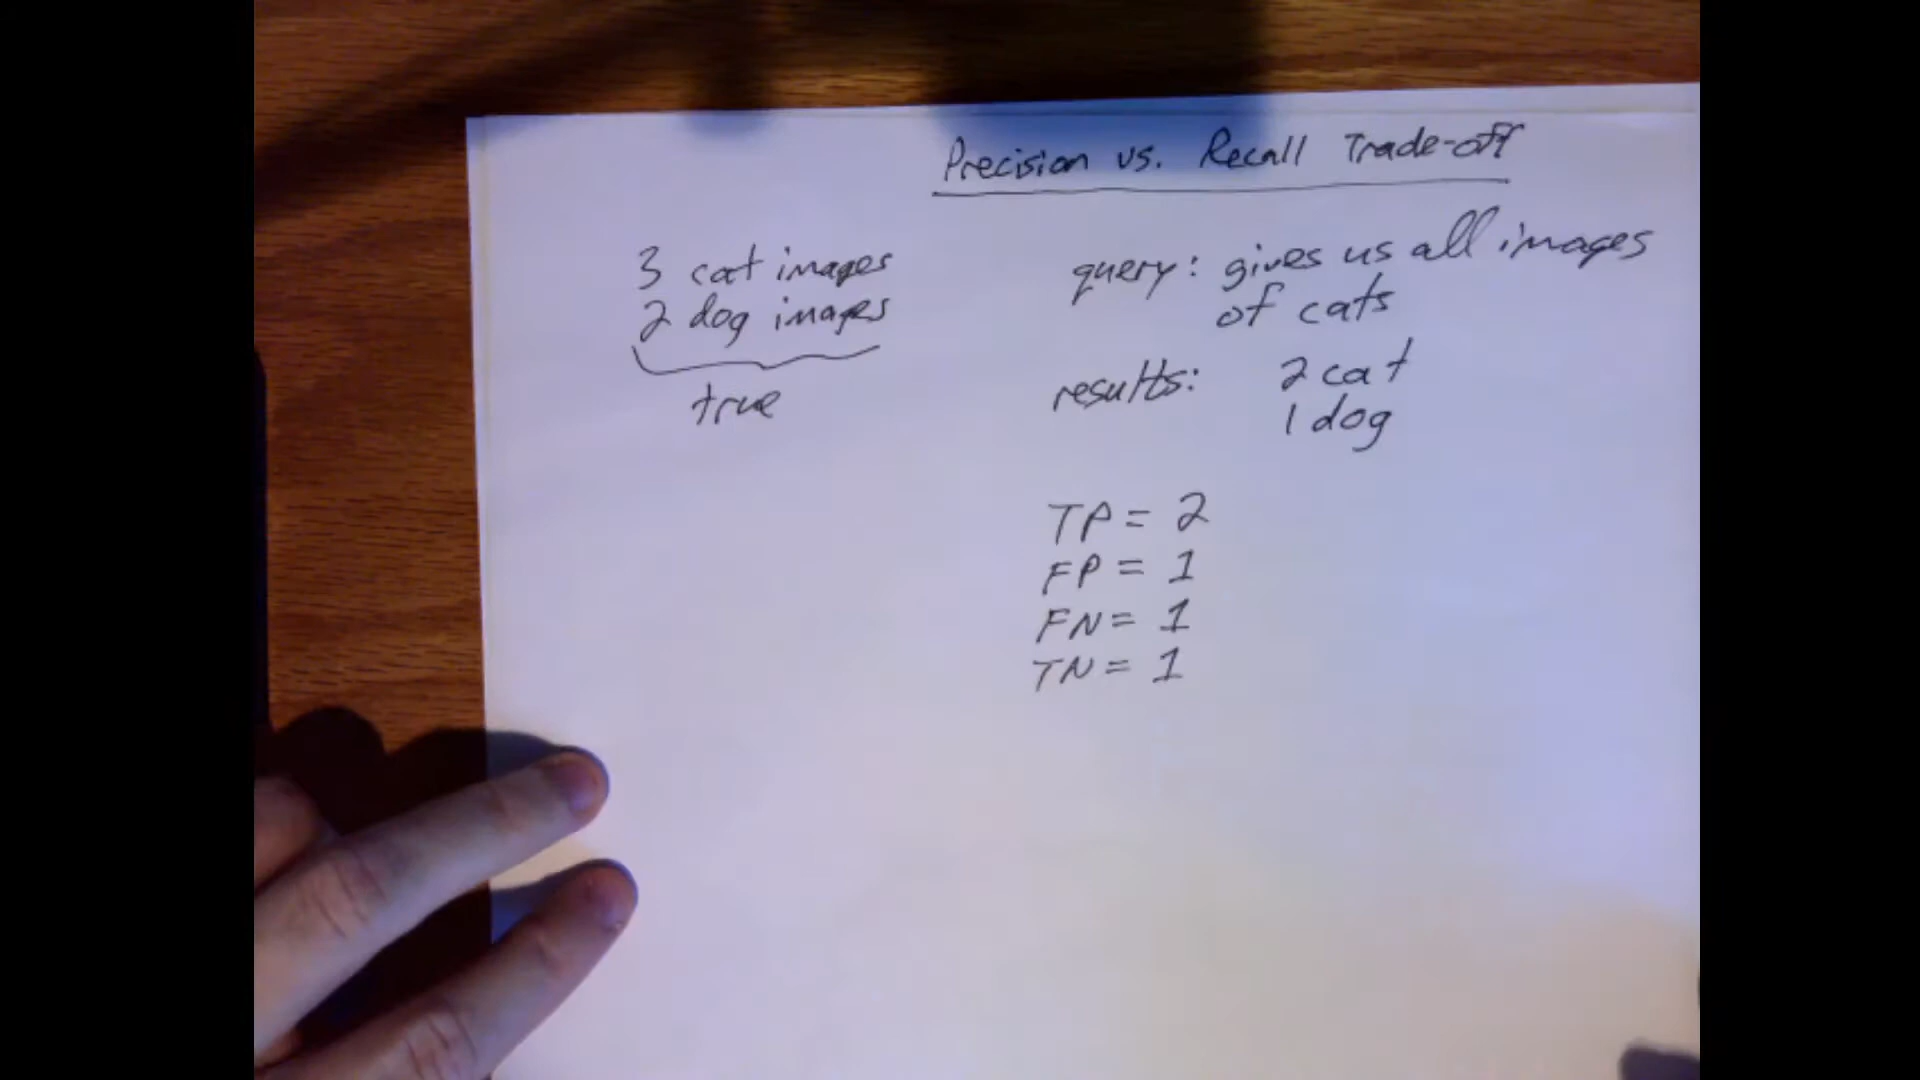 Precision vs. Recall Trade-off
3 cat images
2 dog images
true
query: gives us all images
of cats
results: 2 cat
1 dog
TP = 2
FP = 1
FN = 1
TN = 1